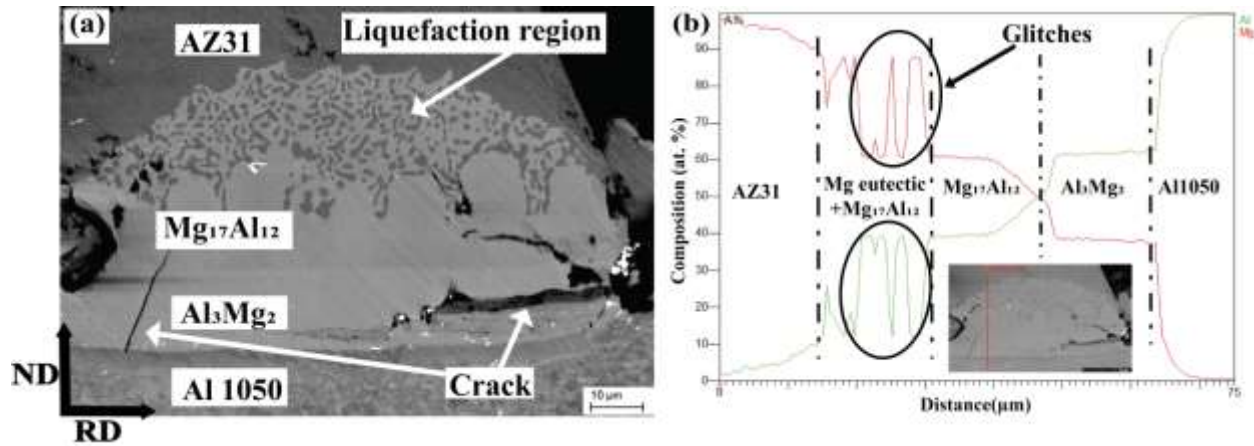 (a)
AZ31
Liquefaction region
Mg₁₇Al₁₂
Al₃Mg₂
Crack
Al 1050
ND
RD
10 µm
(b)
Al
Mg
Glitches
90
80
70
60
50
40
30
20
10
0
Composition (at. %)
AZ31
Mg eutectic
+Mg₁₇Al₁₂
Mg₁₇Al₁₂
Al₃Mg₂
Al1050
0
75
Distance(µm)